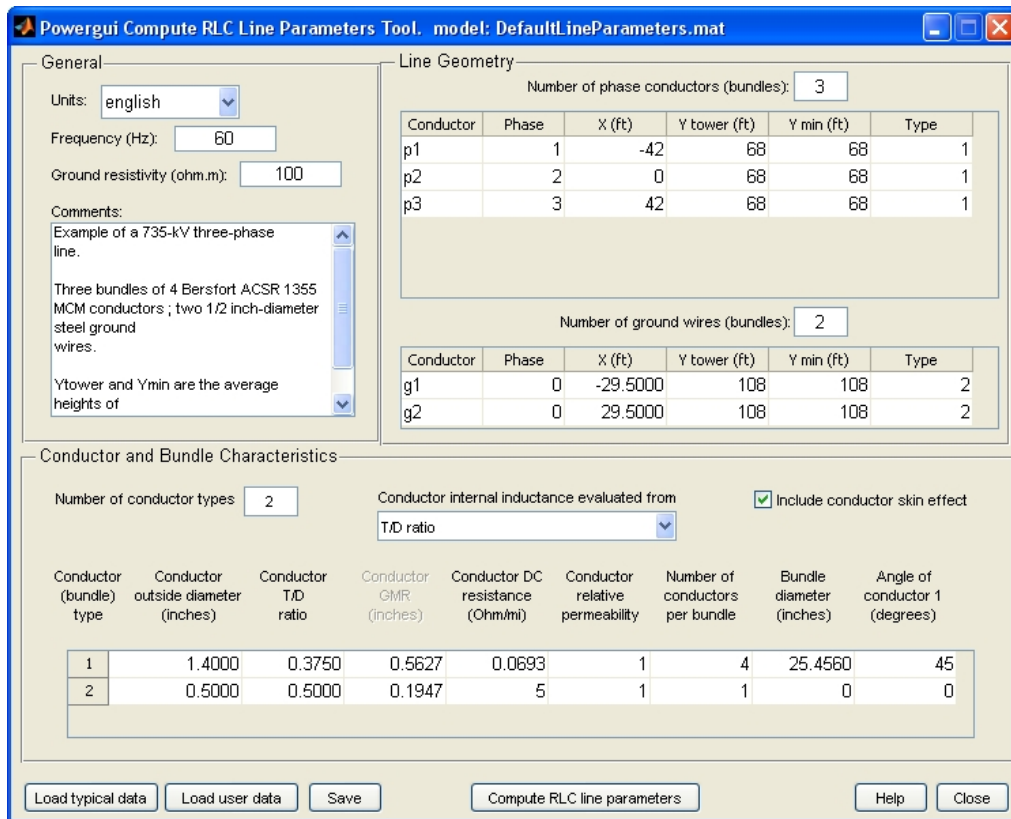 Powergui Compute RLC Line Parameters Tool. model: DefaultLineParameters.mat
General
Units: english
Frequency (Hz): 60
Ground resistivity (ohm.m): 100
Comments:
Example of a 735-kV three-phase
line.
Three bundles of 4 Bersfort ACSR 1355
MCM conductors ; two 1/2 inch-diameter
steel ground
wires.
Ytower and Ymin are the average
heights of
Line Geometry
Number of phase conductors (bundles): 3
Conductor Phase X (ft) Y tower (ft) Y min (ft) Type
p1 1 -42 68 68 1
p2 2 0 68 68 1
p3 3 42 68 68 1
Number of ground wires (bundles): 2
Conductor Phase X (ft) Y tower (ft) Y min (ft) Type
g1 0 -29.5000 108 108 2
g2 0 29.5000 108 108 2
Conductor and Bundle Characteristics
Number of conductor types 2
Conductor internal inductance evaluated from
T/D ratio
Include conductor skin effect
Conductor Conductor Conductor Conductor Conductor DC Conductor Number of Bundle Angle of
(bundle) outside diameter T/D GMR resistance relative conductors diameter conductor 1
type (inches) ratio (inches) (Ohm/mi) permeability per bundle (inches) (degrees)
1 1.4000 0.3750 0.5627 0.0693 1 4 25.4560 45
2 0.5000 0.5000 0.1947 5 1 1 0 0
Load typical data Load user data Save Compute RLC line parameters Help Close